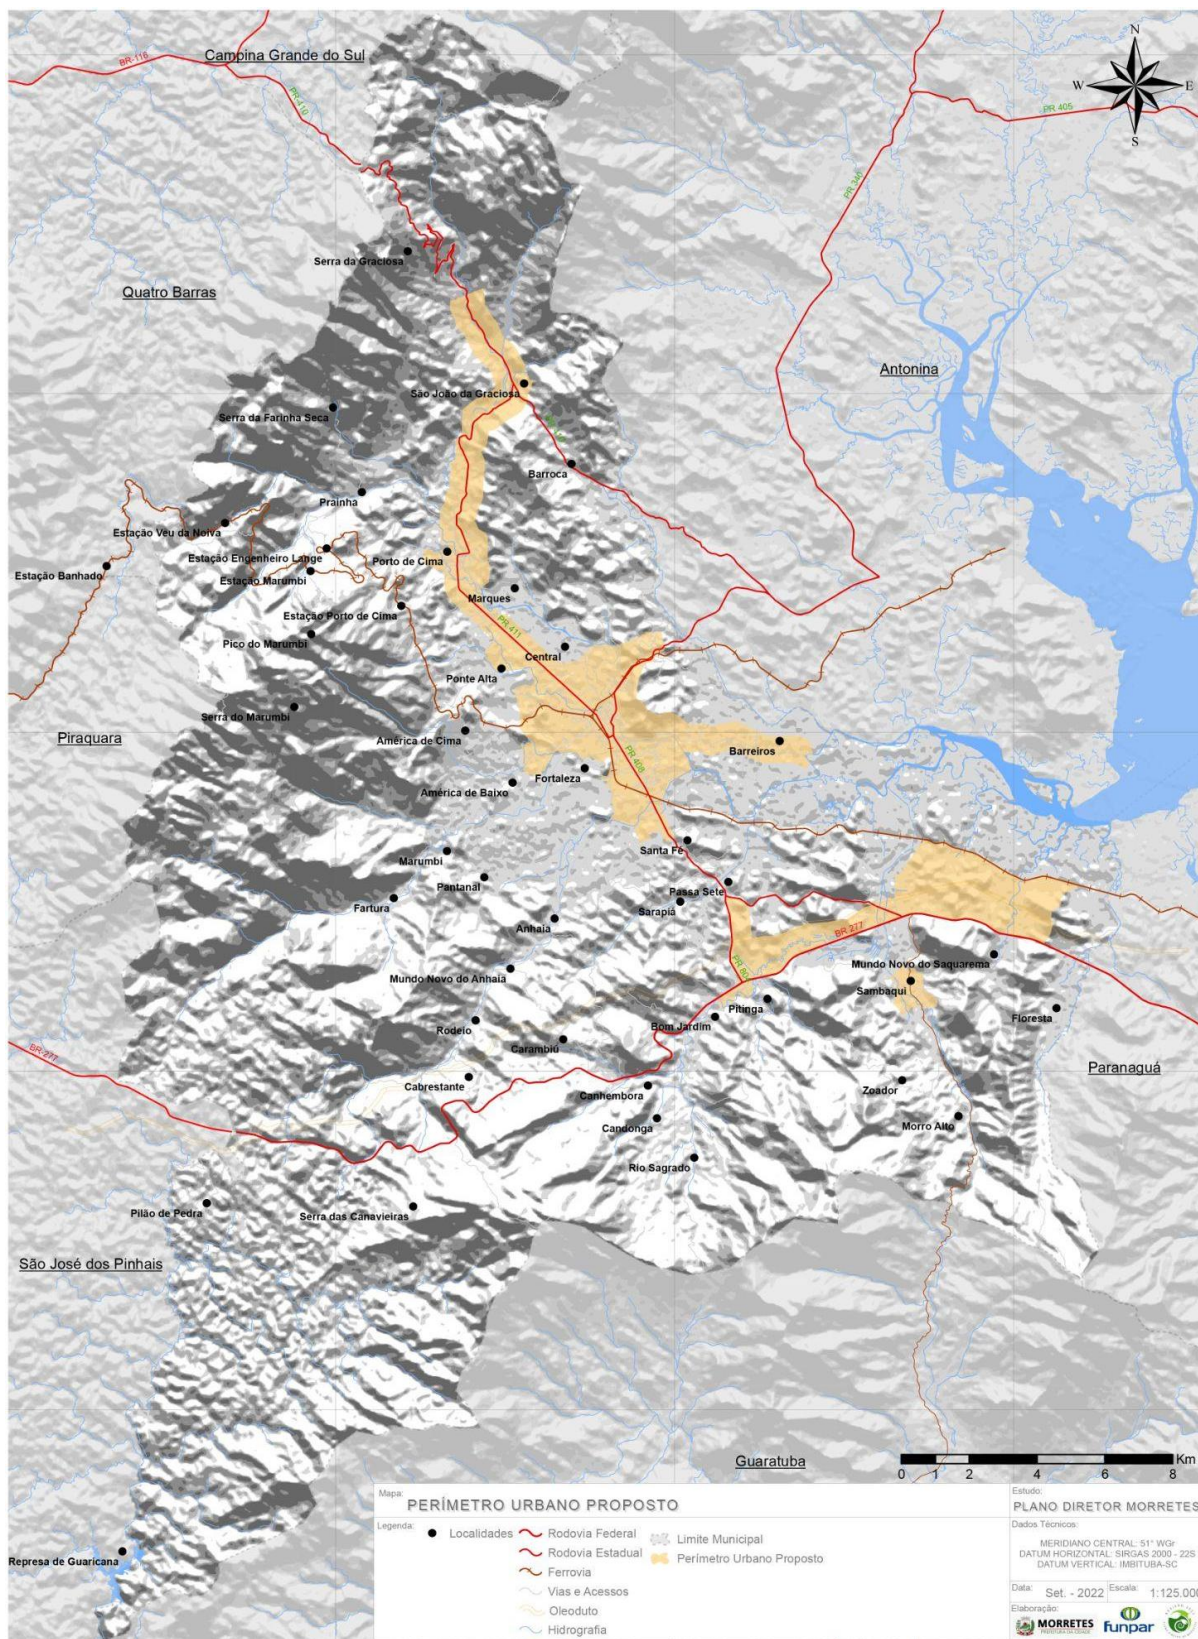 Campina Grande do Sul
BR-116
PR-410
N
W
E
S
PR 405
PR 340
Serra da Graciosa
Quatro Barras
Antonina
São João da Graciosa
Serra da Farinha Seca
Barroca
Prainha
Estação Veu da Noiva
Estação Engenheiro Lange
Porto de Cima
Estação Banhado
Estação Marumbi
Marques
Estação Porto de Cima
PR 411
Pico do Marumbi
Central
Ponte Alta
Serra do Marumbi
Piraquara
América de Cima
Barreiros
PR 408
Fortaleza
América de Baixo
Santa Fé
Marumbi
Pantanal
Passa Sete
Fartura
Sarapiá
Anhaia
BR 277
Mundo Novo do Saquarema
Mundo Novo do Anhaia
Sambaqui
Pitinga
Floresta
Bom Jardim
Rodeio
Carambiú
BR-277
Paranaguá
Cabrestante
Canhembora
Zoador
Candonga
Morro Alto
Rio Sagrado
Pilão de Pedra
Serra das Canavieiras
São José dos Pinhais
Guaratuba
Km
0 1 2 4 6 8
Represa de Guaricana
Mapa:
PERÍMETRO URBANO PROPOSTO
Legenda:
Localidades
Rodovia Federal
Rodovia Estadual
Ferrovia
Vias e Acessos
Oleoduto
Hidrografia
Limite Municipal
Perímetro Urbano Proposto
Estudo:
PLANO DIRETOR MORRETES
Dados Técnicos:
MERIDIANO CENTRAL: 51° WGr
DATUM HORIZONTAL: SIRGAS 2000 - 22S
DATUM VERTICAL: IMBITUBA-SC
Data: Set. - 2022 Escala: 1:125.000
Elaboração:
MORRETES
PREFEITURA DA CIDADE
funpar